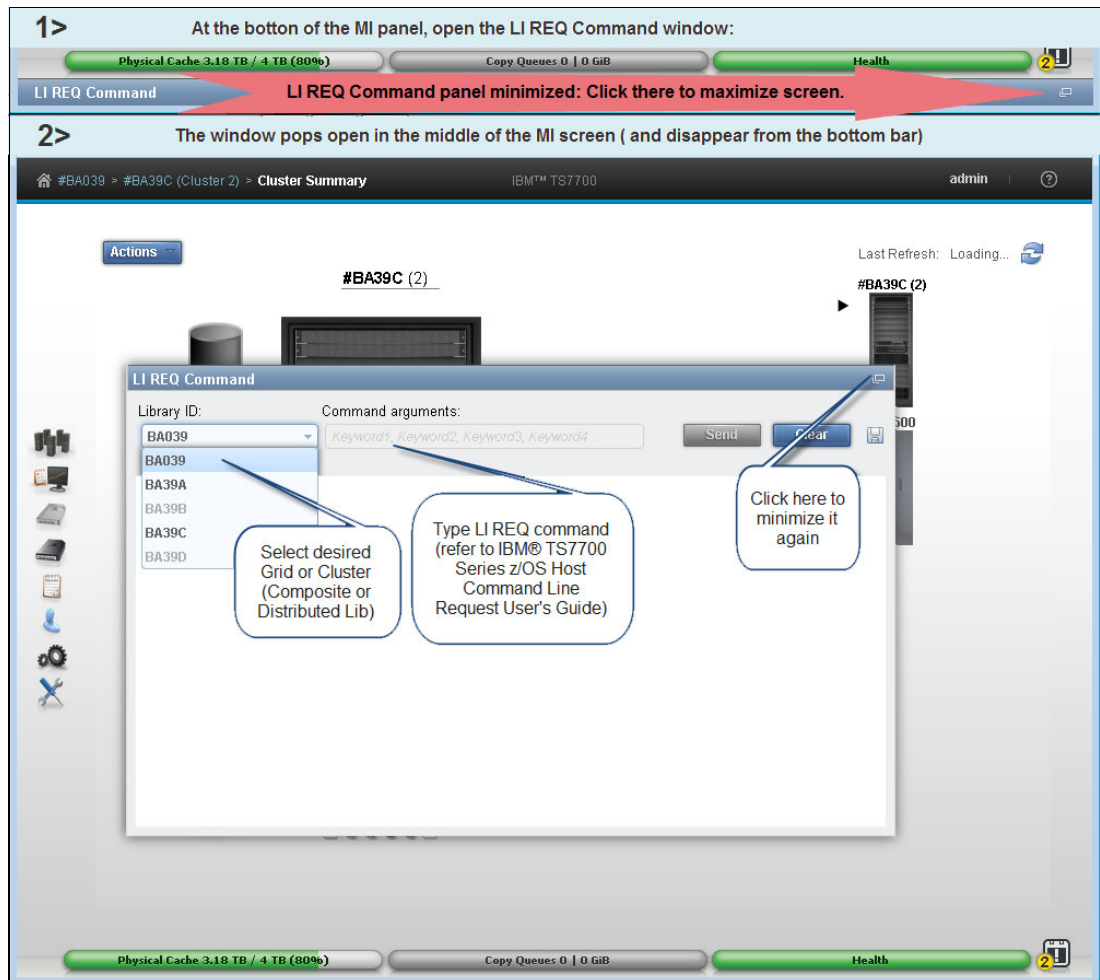 1>
At the botton of the MI panel, open the LI REQ Command window:
Physical Cache 3.18 TB / 4 TB (80%)
Copy Queues 0 | 0 GiB
Health
2
LI REQ Command
LI REQ Command panel minimized: Click there to maximize screen.
2>
The window pops open in the middle of the MI screen ( and disappear from the bottom bar)
#BA039 > #BA39C (Cluster 2) > Cluster Summary
IBM™ TS7700
admin
?
Actions
Last Refresh: Loading...
#BA39C (2)
#BA39C (2)
LI REQ Command
Library ID:
Command arguments:
BA039
Keyword1, Keyword2, Keyword3, Keyword4
Send
Clear
500
BA039
BA39A
BA39B
BA39C
BA39D
Select desired
Grid or Cluster
(Composite or
Distributed Lib)
Type LI REQ command
(refer to IBM® TS7700
Series z/OS Host
Command Line
Request User's Guide)
Click here to
minimize it
again
Physical Cache 3.18 TB / 4 TB (80%)
Copy Queues 0 | 0 GiB
Health
2